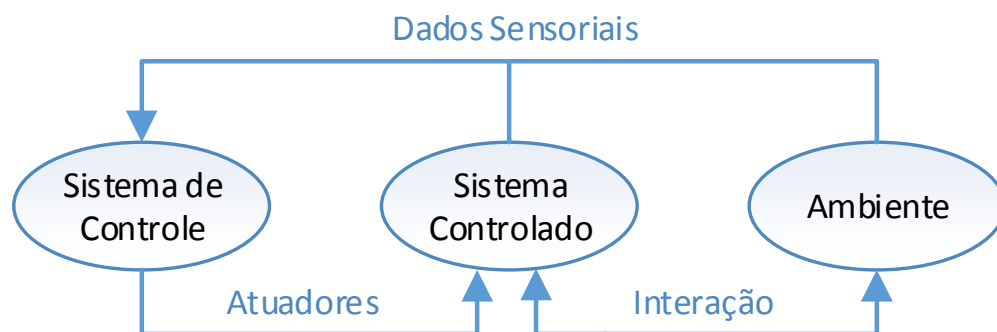 Dados Sensoriais
Sistema de
Controle
Sistema
Controlado
Ambiente
Atuadores
Interação